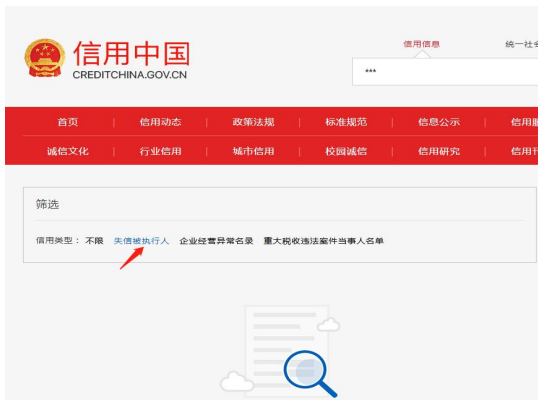 信用中国
CREDITCHINA.GOV.CN
信用信息 统一社
***
首页 信用动态 政策法规 标准规范 信息公示 信用
诚信文化 行业信用 城市信用 校园诚信 信用研究 信用
筛选
信用类型： 不限 失信被执行人 企业经营异常名录 重大税收违法案件当事人名单